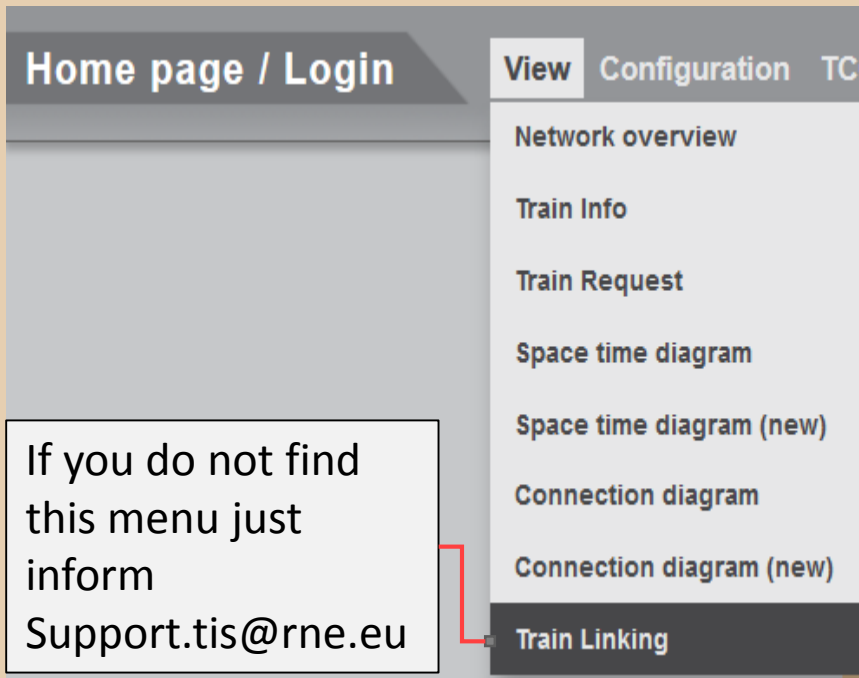 Home page / Login
View Configuration TC
Network overview
Train Info
Train Request
Space time diagram
Space time diagram (new)
Connection diagram
Connection diagram (new)
Train Linking
If you do not find
this menu just
inform
Support.tis@rne.eu